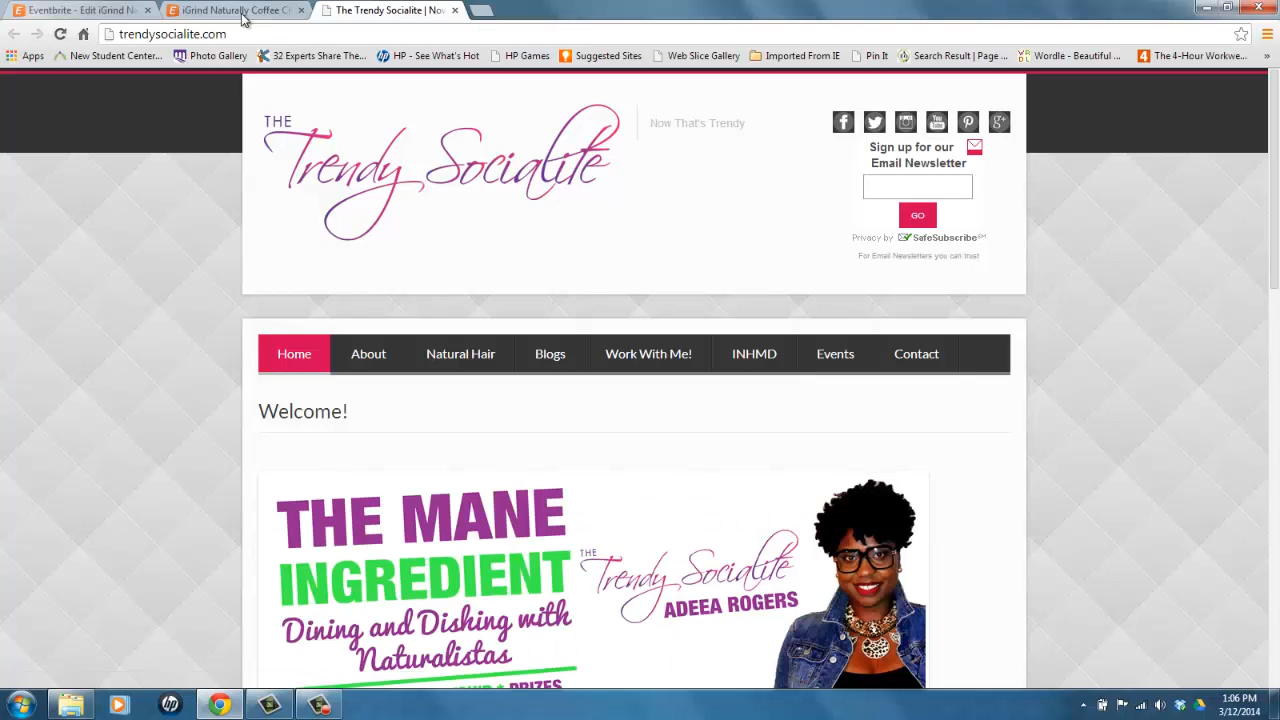 Eventbrite - Edit iGrind Na
iGrind Naturally Coffee C
The Trendy Socialite | Nov
trendysocialite.com
Apps
New Student Center...
Photo Gallery
32 Experts Share The...
HP - See What's Hot
HP Games
Suggested Sites
Web Slice Gallery
Imported From IE
Pin It
Search Result | Page ...
Wordle - Beautiful ...
The 4-Hour Workwe...
THE
Trendy Socialite
Now That's Trendy
Sign up for our
Email Newsletter
GO
Privacy by SafeSubscribe SM
For Email Newsletters you can trust
Home
About
Natural Hair
Blogs
Work With Me!
INHMD
Events
Contact
Welcome!
THE MANE
INGREDIENT
Dining and Dishing with
Naturalistas
PRIZES
THE
Trendy Socialite
ADEEA ROGERS
1:06 PM
3/12/2014